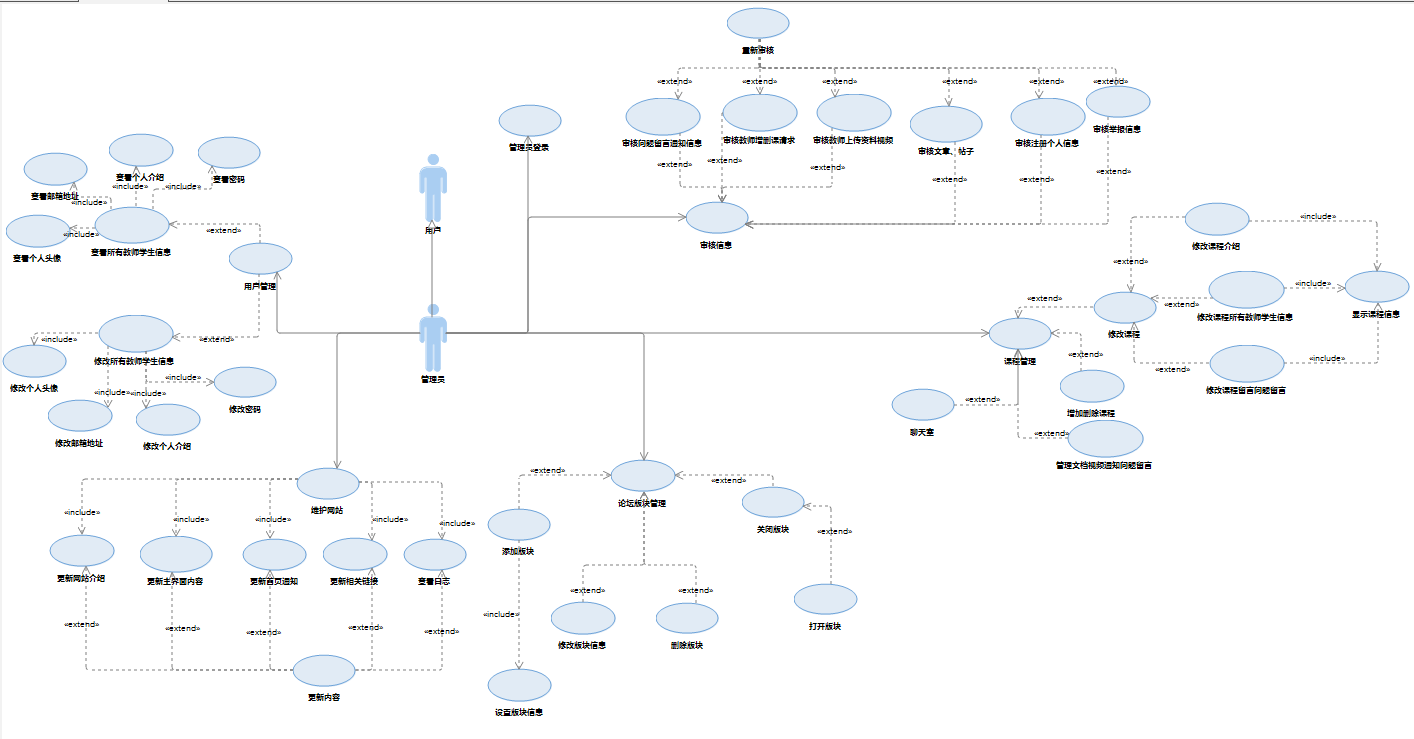 重新审核
«extend»
«extend»
«extend»
«extend»
«extend»
«extend»
审核问题留言通知信息
审核教师增删课请求
审核教师上传资料视频
审核文章、帖子
审核注册个人信息
审核举报信息
«extend»
«extend»
«extend»
«extend»
«extend»
«extend»
审核信息
管理员登录
用户
管理员
查看邮箱地址
查看个人介绍
查看密码
«include»
«include»
«include»
«include»
查看个人头像
查看所有教师学生信息
«extend»
用户管理
«extend»
修改所有教师学生信息
«include»
修改个人头像
«include»
«include»
«include»
修改密码
修改邮箱地址
修改个人介绍
修改课程介绍
«include»
«extend»
«extend»
«extend»
«include»
修改课程所有教师学生信息
显示课程信息
修改课程
课程管理
«extend»
«extend»
«include»
修改课程留言问题留言
增加删除课程
«extend»
聊天室
«extend»
管理文档视频通知问题留言
维护网站
«include»
«include»
«include»
«include»
«include»
更新网站介绍
更新主界面内容
更新首页通知
更新相关链接
查看日志
«extend»
«extend»
«extend»
«extend»
«extend»
更新内容
«extend»
论坛版块管理
«extend»
添加版块
关闭版块
«extend»
«include»
«extend»
«extend»
修改版块信息
删除版块
打开版块
设置版块信息